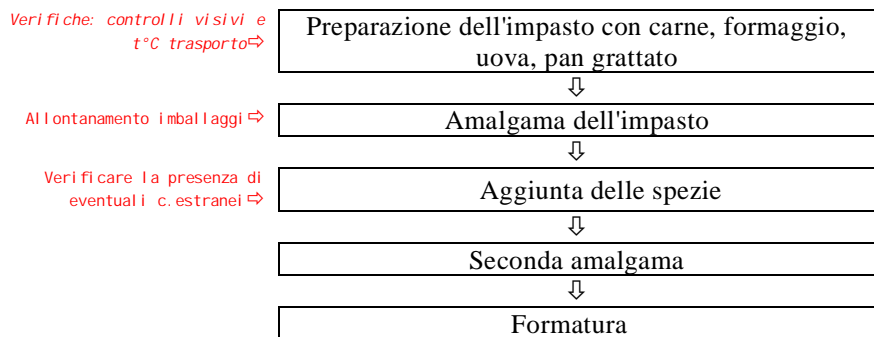 Verifiche: controlli visivi e
t°C trasporto⇨
Preparazione dell'impasto con carne, formaggio,
uova, pan grattato
⇩
Allontanamento imballaggi⇨
Amalgama dell'impasto
⇩
Verificare la presenza di
eventuali c.estranei⇨
Aggiunta delle spezie
⇩
Seconda amalgama
⇩
Formatura